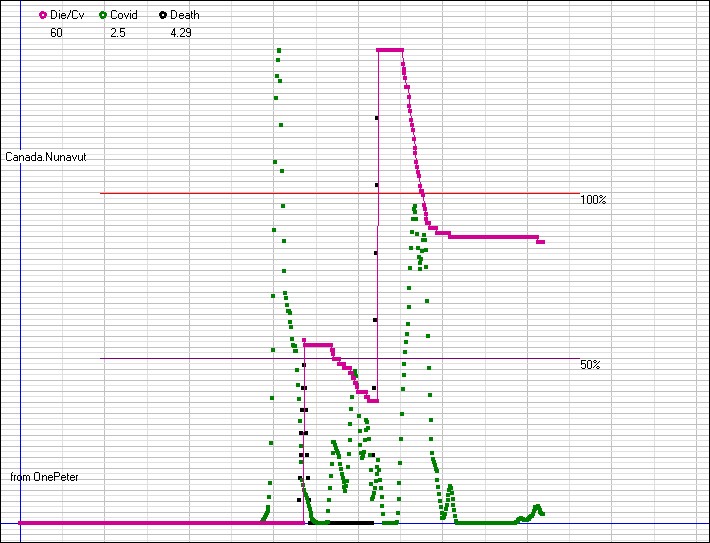 Die/Cv Covid Death
60 2.5 4.29
Canada.Nunavut
100%
50%
from OnePeter